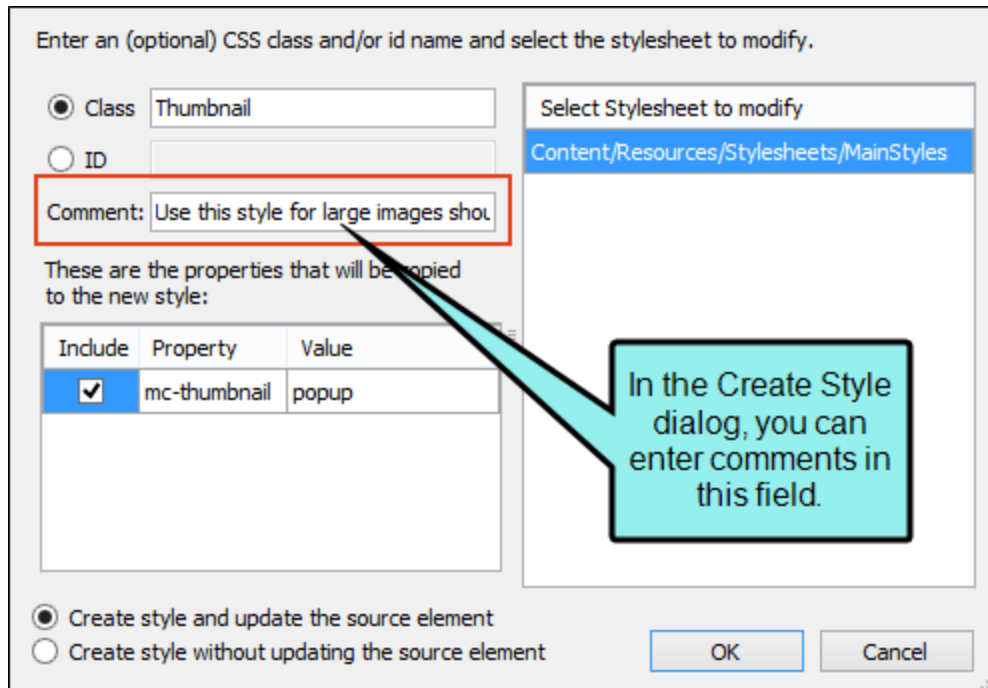 Enter an (optional) CSS class and/or id name and select the stylesheet to modify.
Class Thumbnail
ID
Comment: Use this style for large images shou
These are the properties that will be copied
to the new style:
Include Property Value
mc-thumbnail popup
Select Stylesheet to modify
Content/Resources/Stylesheets/MainStyles
In the Create Style
dialog, you can
enter comments in
this field.
Create style and update the source element
Create style without updating the source element
OK Cancel